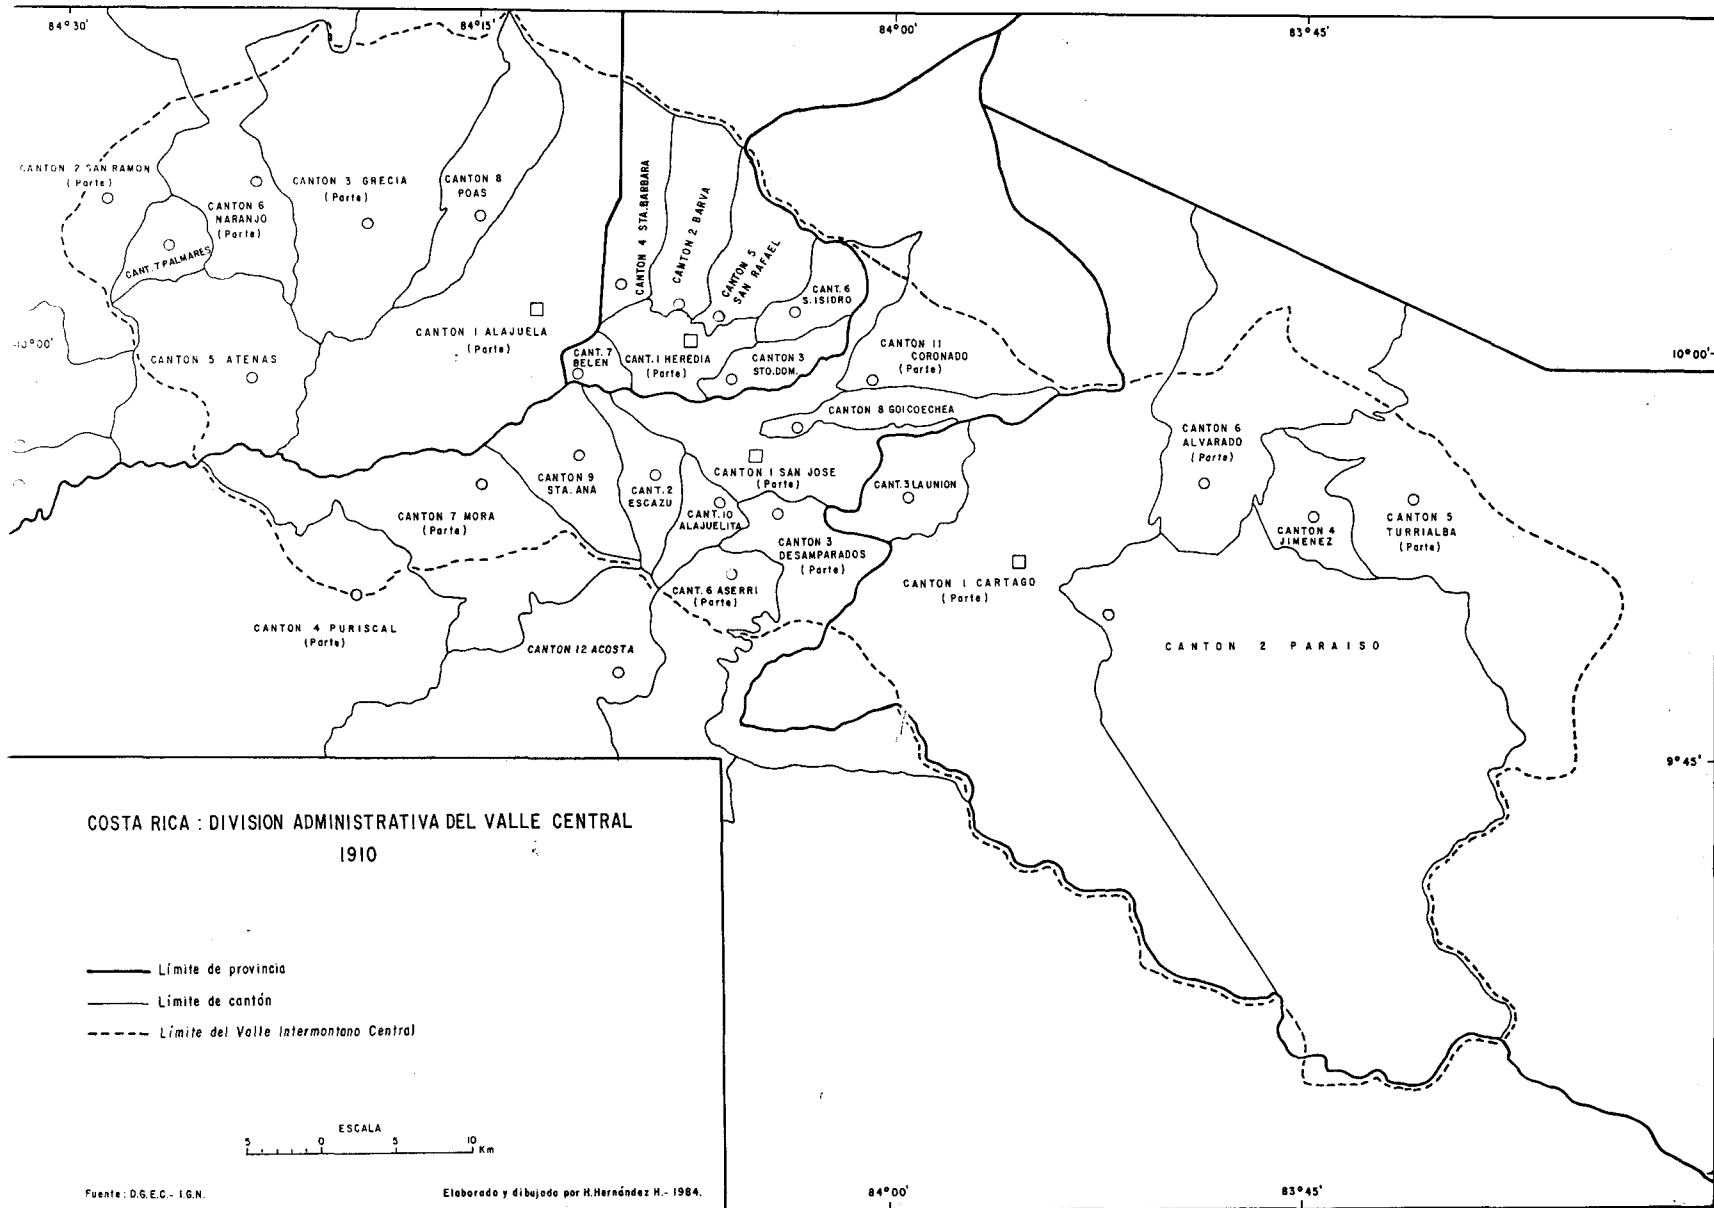 84°30'
84°15'
84°00'
83°45'
CANTON 2 SAN RAMON
(Parte)
CANTON 6
NARANJO
(Parte)
CANTON 3 GRECIA
(Parte)
CANTON 8
POAS
CANT. 7 PALMARES
CANTON 4 STA. BARBARA
CANTON 2 BARVA
CANTON 5
SAN RAFAEL
CANT. 6
S. ISIDRO
10°00'
CANTON 5 ATENAS
CANTON 1 ALAJUELA
(Parte)
CANT. 7
BELEN
CANT. 1 HEREDIA
(Parte)
CANTON 3
STO. DOM.
CANTON 11
CORONADO
(Parte)
10°00'
CANTON 8 GOICOECHEA
CANTON 6
ALVARADO
(Parte)
CANTON 9
STA. ANA
CANT. 2
ESCAZU
CANTON 1 SAN JOSE
(Parte)
CANT. 3 LA UNION
CANTON 7 MORA
(Parte)
CANT. 10
ALAJUELITA
CANTON 3
DESAMPARADOS
(Parte)
CANTON 4
JIMENEZ
CANTON 5
TURRIALBA
(Parte)
CANTON 1 CARTAGO
(Parte)
CANT. 6 ASERRI
(Parte)
CANTON 4 PURISCAL
(Parte)
CANTON 12 ACOSTA
CANTON 2 PARAISO
9°45'
COSTA RICA : DIVISION ADMINISTRATIVA DEL VALLE CENTRAL
1910
Límite de provincia
Límite de cantón
Límite del Valle Intermontano Central
ESCALA
5 0 5 10 Km
Fuente: D.G.E.C.- I.G.N.
Elaborado y dibujado por H. Hernández H.- 1984.
84°00'
83°45'